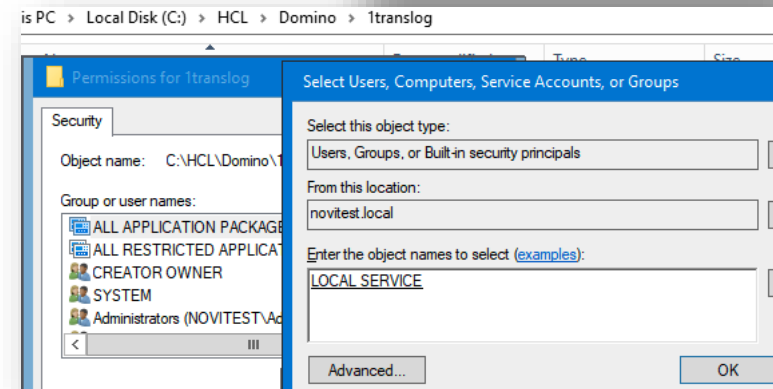 is PC > Local Disk (C:) > HCL > Domino > 1translog
Type
Size
Permissions for 1translog
Select Users, Computers, Service Accounts, or Groups
Security
Select this object type:
Object name: C:\HCL\Domino\1
Users, Groups, or Built-in security principals
From this location:
Group or user names:
novitest.local
ALL APPLICATION PACKAGE
ALL RESTRICTED APPLICAT
Enter the object names to select (examples):
CREATOR OWNER
LOCAL SERVICE
SYSTEM
Administrators (NOVITEST\Ad
Advanced...
OK